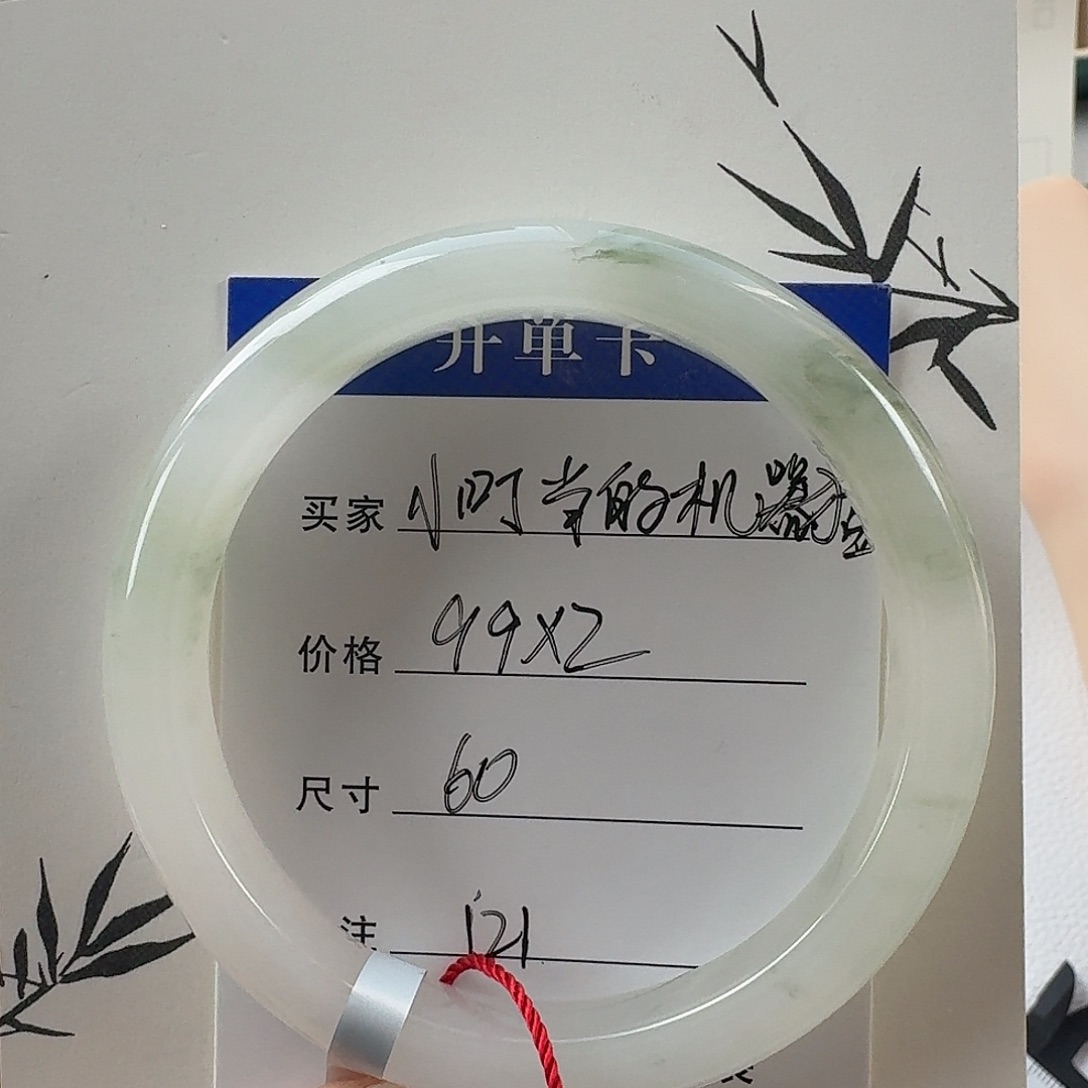 开单卡
买家 小叮当的机器猫
价格 99x2
尺寸 60
注 121